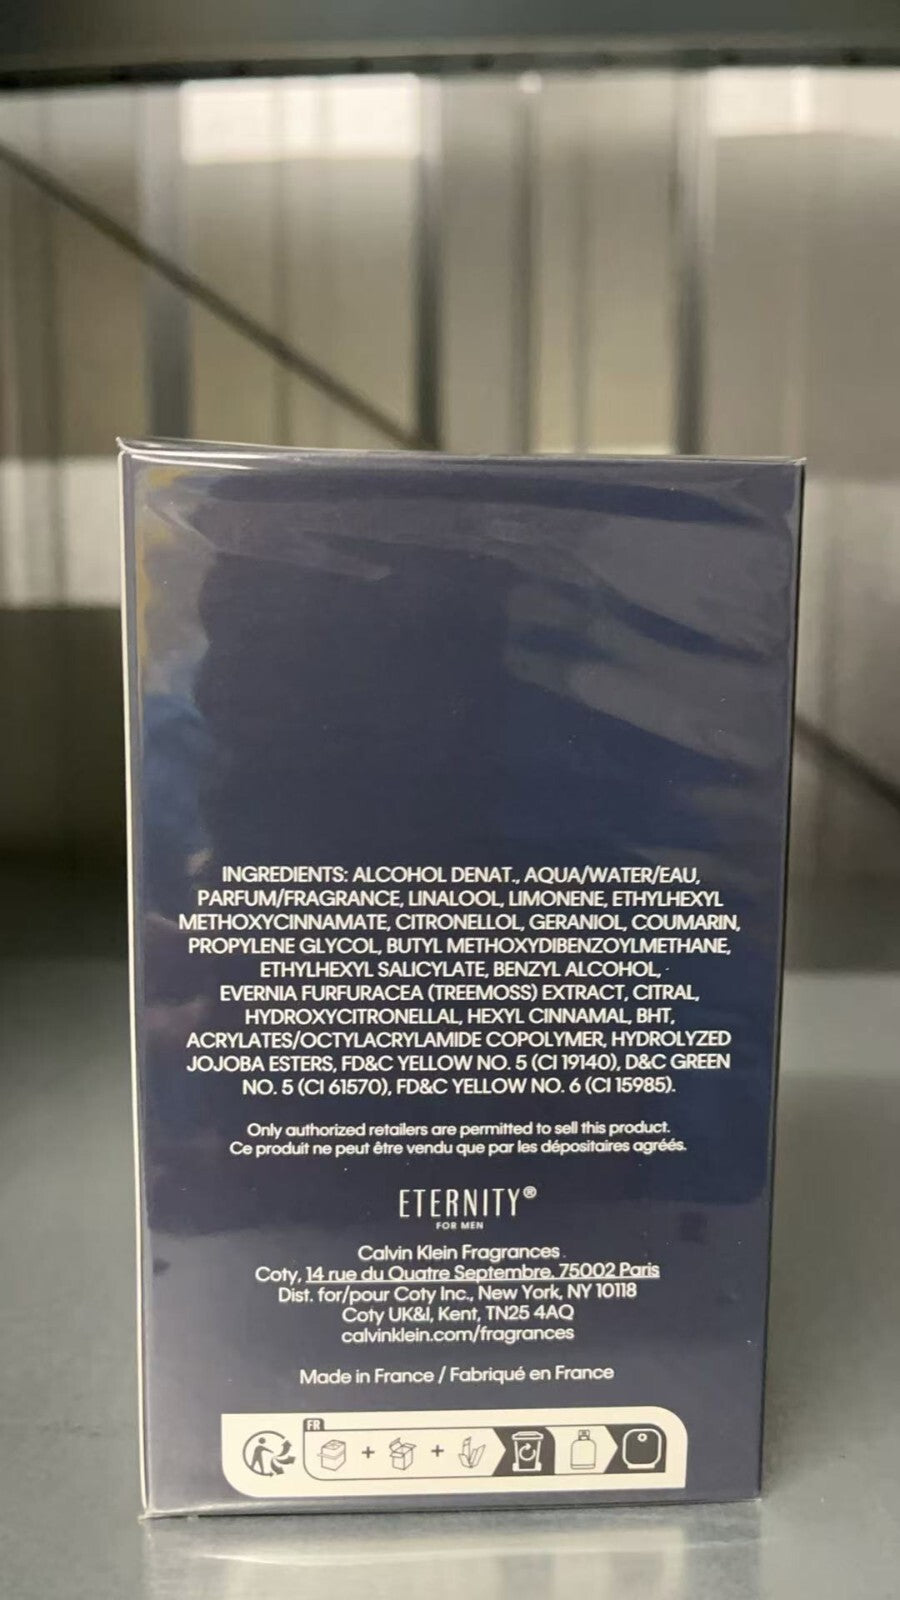 INGREDIENTS: ALCOHOL DENAT., AQUA/WATER/EAU,
PARFUM/FRAGRANCE, LINALOOL, LIMONENE, ETHYLHEXYL
METHOXYCINNAMATE, CITRONELLOL, GERANIOL, COUMARIN,
PROPYLENE GLYCOL, BUTYL METHOXYDIBENZOYLMETHANE,
ETHYLHEXYL SALICYLATE, BENZYL ALCOHOL,
EVERNIA FURFURACEA (TREEMOSS) EXTRACT, CITRAL,
HYDROXYCITRONELLAL, HEXYL CINNAMAL, BHT,
ACRYLATES/OCTYLACRYLAMIDE COPOLYMER, HYDROLYZED
JOJOBA ESTERS, FD&C YELLOW NO. 5 (CI 19140), D&C GREEN
NO. 5 (CI 61570), FD&C YELLOW NO. 6 (CI 15985).
Only authorized retailers are permitted to sell this product.
Ce produit ne peut être vendu que par les dépositaires agréés.
ETERNITY®
FOR MEN
Calvin Klein Fragrances
Coty, 14 rue du Quatre Septembre, 75002 Paris
Dist. for/pour Coty Inc., New York, NY 10118
Coty UK&I, Kent, TN25 4AQ
calvinklein.com/fragrances
Made in France / Fabriqué en France
FR